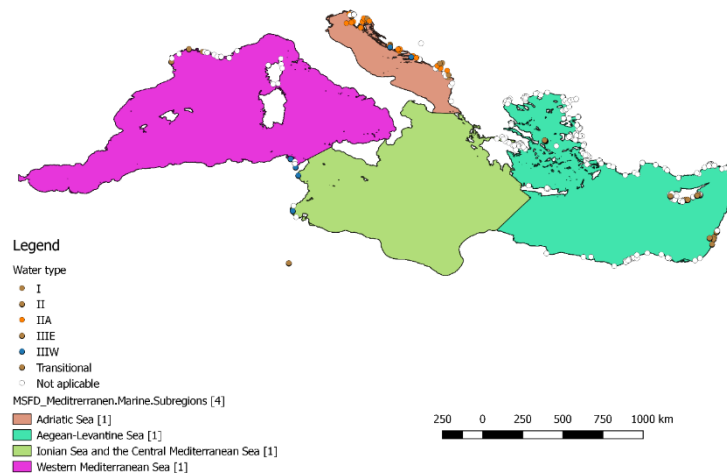 Legend
Water type
I
II
IIA
IIIE
IIIW
Transitional
Not aplicable
MSFD_Meditrerranen.Marine.Subregions [4]
Adriatic Sea [1]
Aegean-Levantine Sea [1]
Ionian Sea and the Central Mediterranean Sea [1]
Western Mediterranean Sea [1]
250 0 250 500 750 1000 km